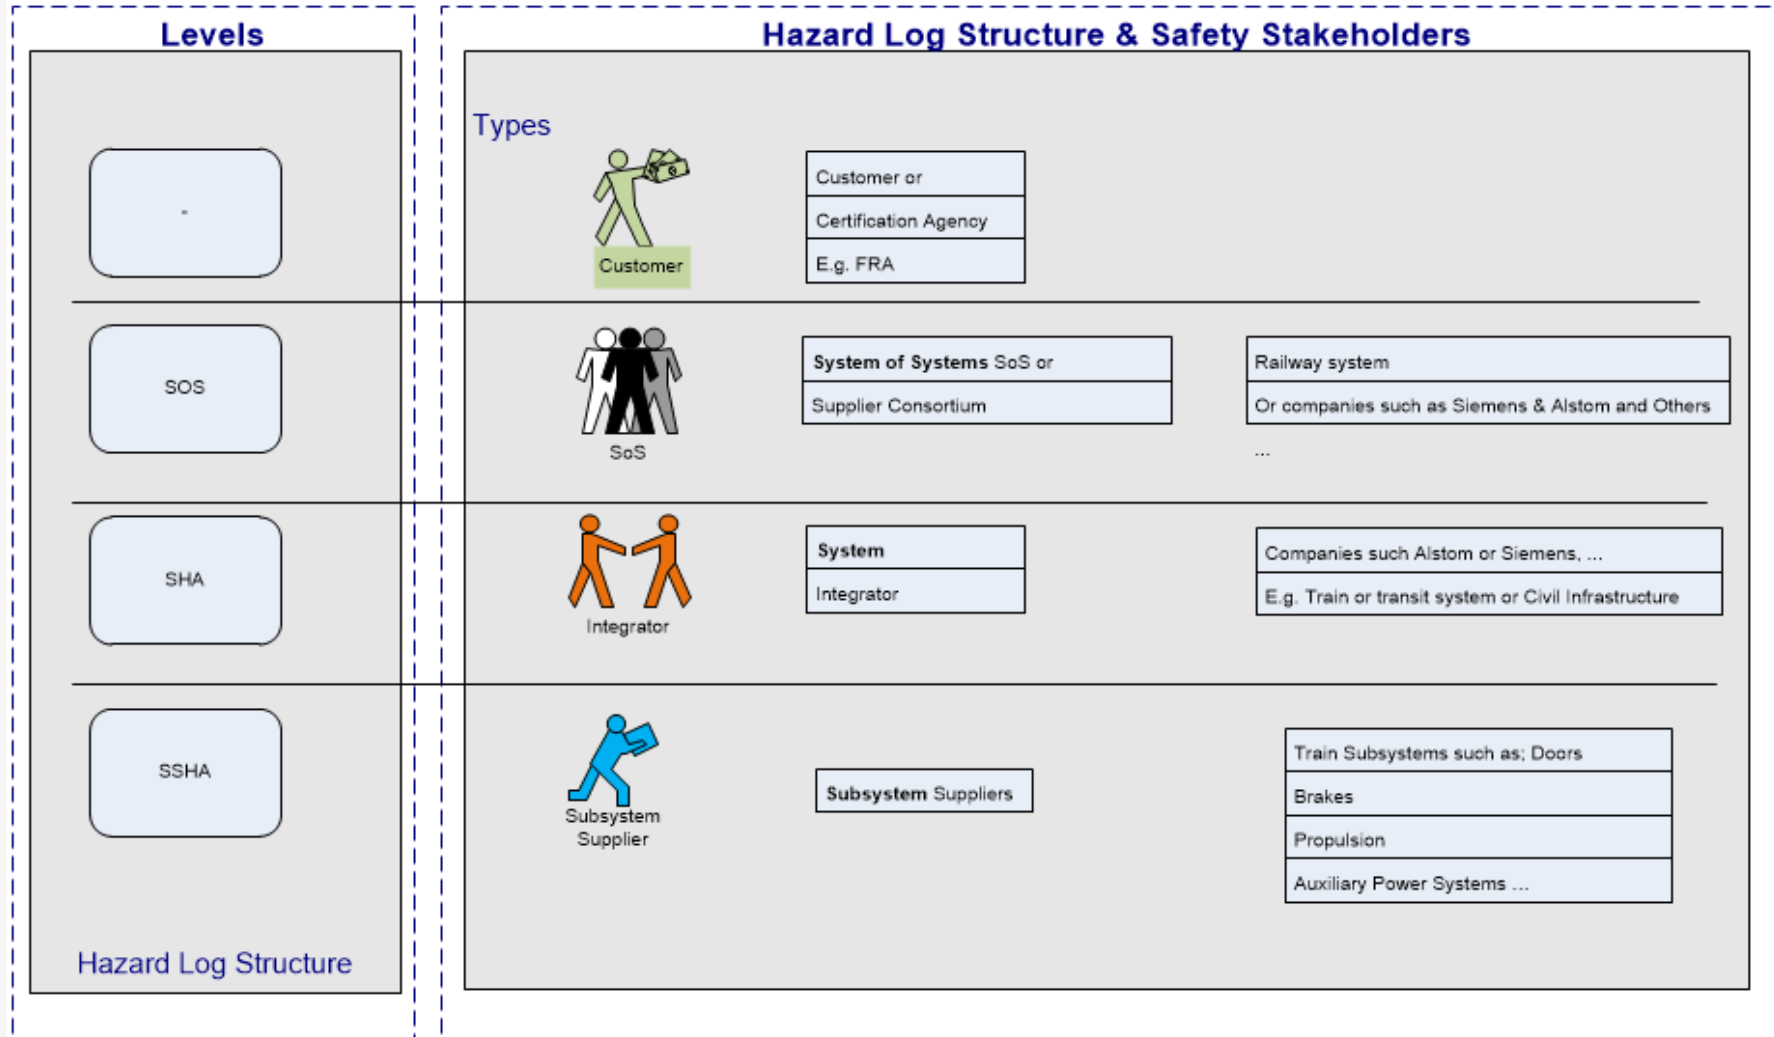 Levels
Hazard Log Structure & Safety Stakeholders
Types
-
Customer
Customer or
Certification Agency
E.g. FRA
SOS
SoS
System of Systems SoS or
Supplier Consortium
Railway system
Or companies such as Siemens & Alstom and Others
...
SHA
Integrator
System
Integrator
Companies such Alstom or Siemens, ...
E.g. Train or transit system or Civil Infrastructure
SSHA
Subsystem
Supplier
Subsystem Suppliers
Train Subsystems such as; Doors
Brakes
Propulsion
Auxiliary Power Systems ...
Hazard Log Structure